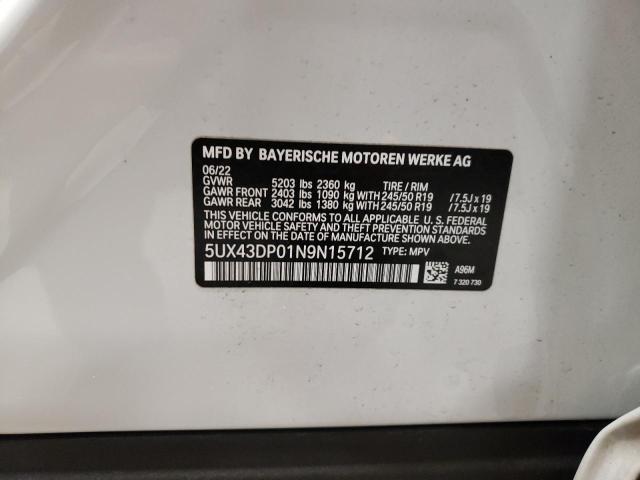 MFD BY BAYERISCHE MOTOREN WERKE AG
06/22
GVWR 5203 lbs 2360 kg TIRE / RIM
GAWR FRONT 2403 lbs 1090 kg WITH 245/50 R19 /7.5J x 19
GAWR REAR 3042 lbs 1380 kg WITH 245/50 R19 /7.5J x 19
THIS VEHICLE CONFORMS TO ALL APPLICABLE U. S. FEDERAL
MOTOR VEHICLE SAFETY AND THEFT PREVENTION STANDARDS
IN EFFECT ON THE DATE OF MANUFACTURE SHOWN ABOVE.
5UX43DP01N9N15712 TYPE: MPV
A96M
7 320 730